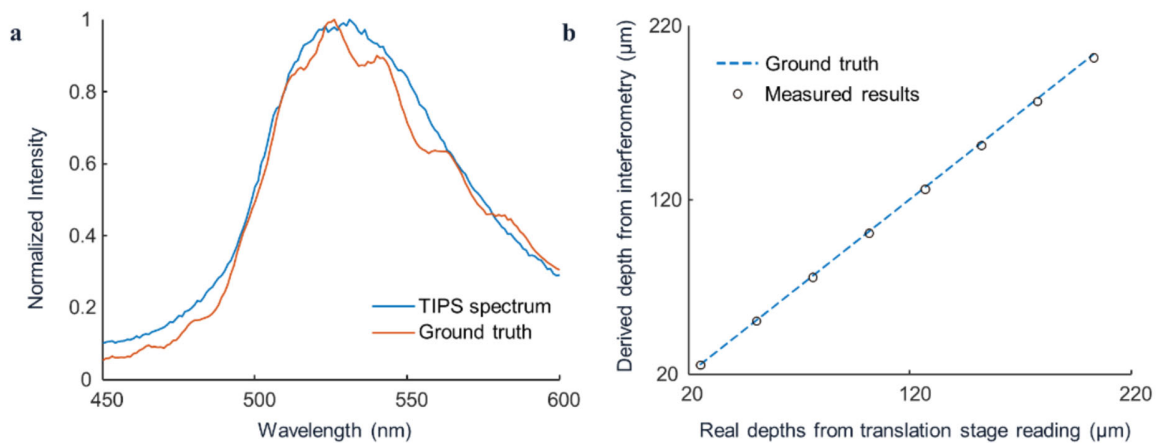 a
Normalized Intensity
1
0.8
0.6
0.4
0.2
0
450
500
550
600
Wavelength (nm)
TIPS spectrum
Ground truth
b
Derived depth from interferometry (µm)
220
120
20
20
120
220
Real depths from translation stage reading (µm)
Ground truth
Measured results